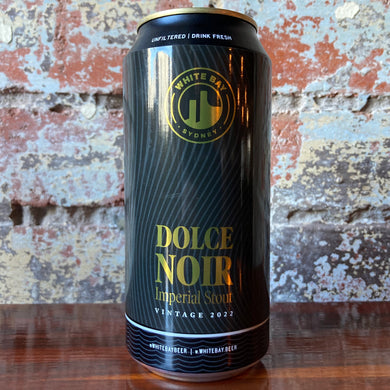 UNFILTERED | DRINK FRESH
WHITE BAY
SYDNEY
DOLCE
NOIR
Imperial Stout
VINTAGE 2022
WHITEBAYBEER | WHITEBAY.BEER